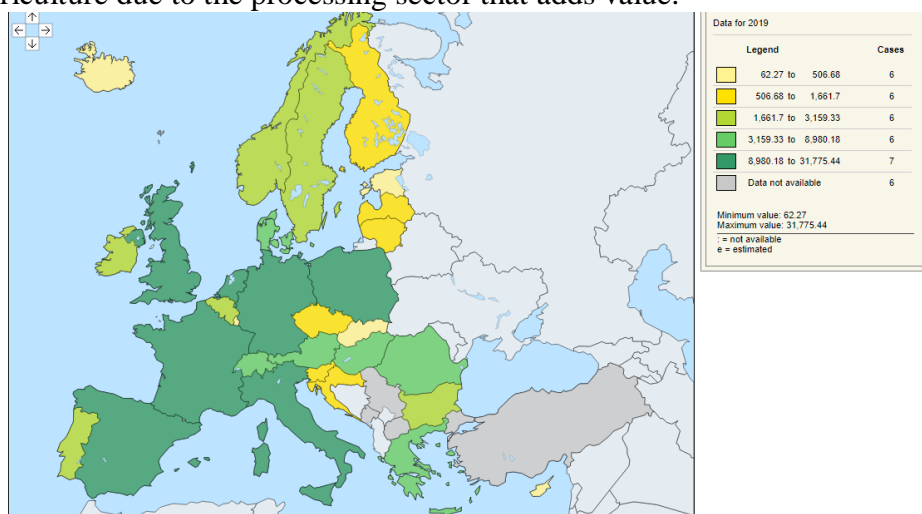 riculture due to the processing sector that adds value.
Data for 2019
Legend Cases
62.27 to 506.68 6
506.68 to 1,661.7 6
1,661.7 to 3,159.33 6
3,159.33 to 8,980.18 6
8,980.18 to 31,775.44 7
Data not available 6
Minimum value: 62.27
Maximum value: 31,775.44
: = not available
e = estimated